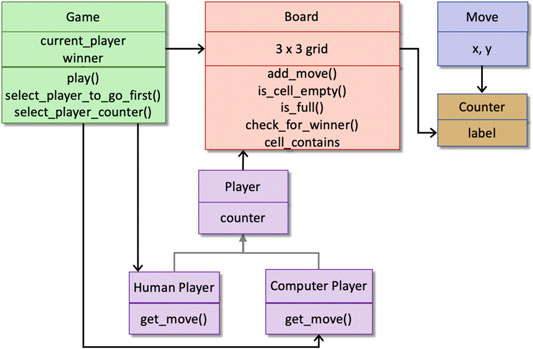 Game
current_player
winner
play()
select_player_to_go_first()
select_player_counter()
Board
3 x 3 grid
add_move()
is_cell_empty()
is_full()
check_for_winner()
cell_contains
Move
x, y
Counter
label
Player
counter
Human Player
get_move()
Computer Player
get_move()